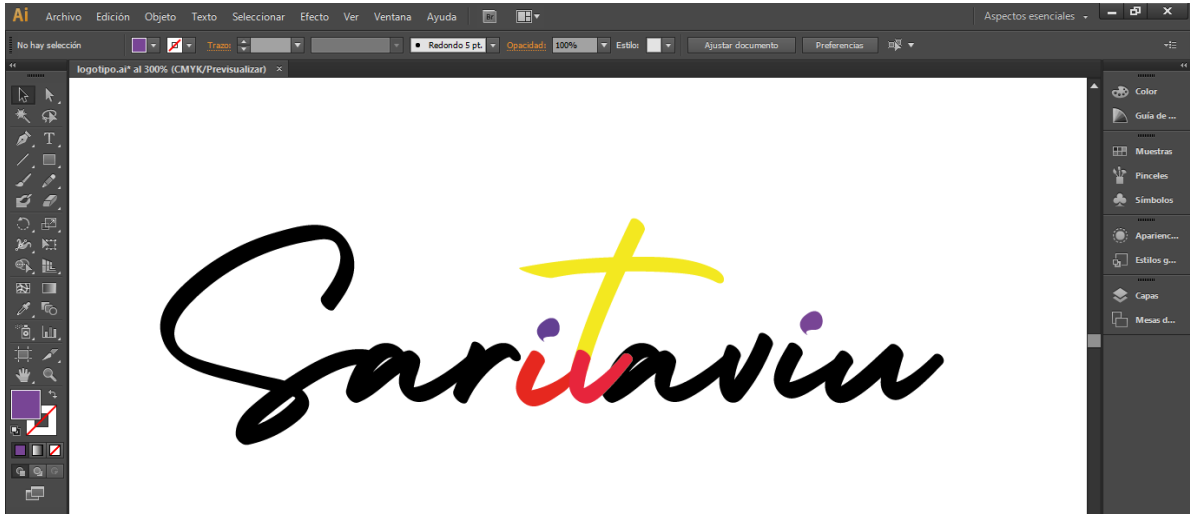 Ai Archivo Edición Objeto Texto Seleccionar Efecto Ver Ventana Ayuda Br Aspectos esenciales
No hay selección Trazo: Redondo 5 pt. Opacidad: 100% Estilo: Ajustar documento Preferencias
logotipo.ai* al 300% (CMYK/Previsualizar) ×
Color
Guía de ...
Muestras
Pinceles
Símbolos
Aparienc...
Estilos g...
Capas
Mesas d...
Saritaviu